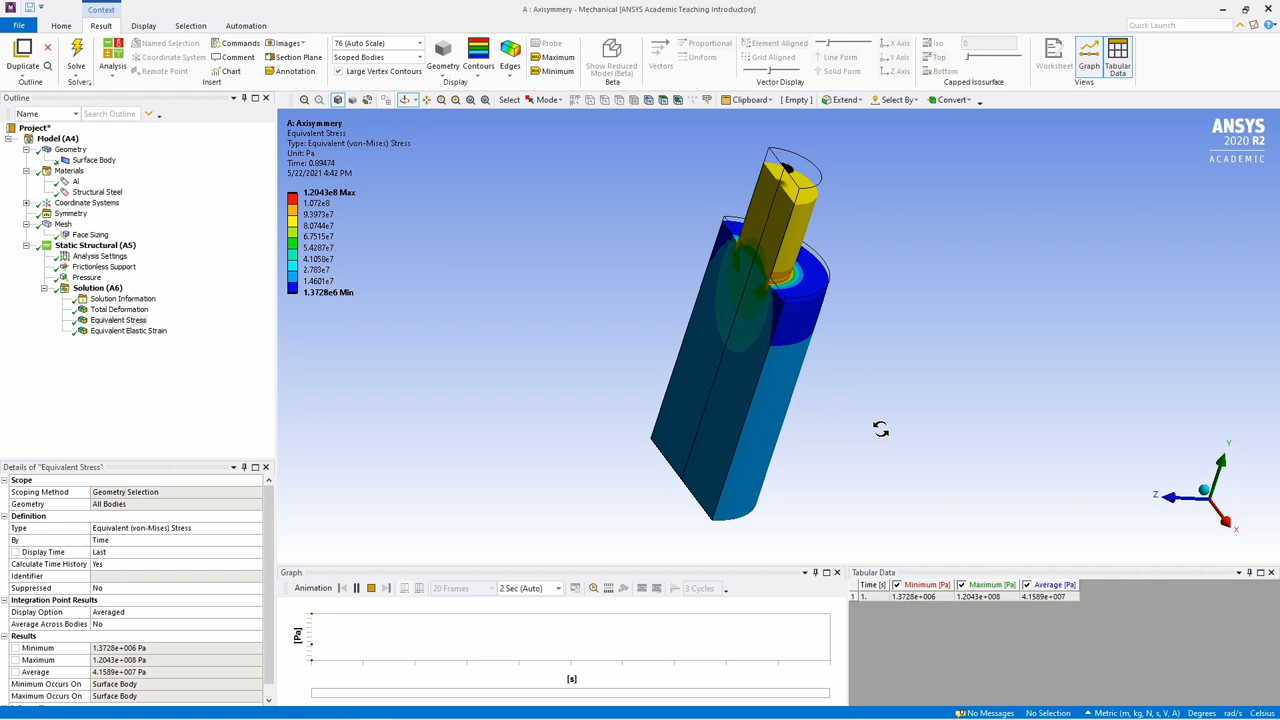 A : Axisymmery - Mechanical [ANSYS Academic Teaching Introductory]
Context
File Home Result Display Selection Automation
Quick Launch
Duplicate
Outline
Solve
Solver
Analysis
Named Selection Commands Images
Coordinate System Comment Section Plane
Remote Point Chart Annotation
Insert
76 (Auto Scale)
Scoped Bodies
Vertex Contours
Geometry Contours Edges
Display
Probe
Maximum
Minimum
Show Reduced Model (Beta)
Beta
Vectors
Proportional
Uniform
Element Aligned
Grid Aligned
Line Form
Solid Form
Vector Display
X Axis
Y Axis
Z Axis
Iso 0
Top
Bottom
Capped Isosurface
Worksheet Graph Tabular Data
Views
Outline
Name Search Outline
Select Mode Clipboard [ Empty ] Extend Select By Convert
Project*
Model (A4)
Geometry
Surface Body
Materials
Al
Structural Steel
Coordinate Systems
Symmetry
Mesh
Face Sizing
Static Structural (A5)
Analysis Settings
Frictionless Support
Pressure
Solution (A6)
Solution Information
Total Deformation
Equivalent Stress
Equivalent Elastic Strain
A: Axisymmery
Equivalent Stress
Type: Equivalent (von-Mises) Stress
Unit: Pa
Time: 0.89474
5/22/2021 4:42 PM
1.2043e8 Max
1.072e8
9.3973e7
8.0744e7
6.7515e7
5.4287e7
4.1058e7
2.783e7
1.4601e7
1.3728e6 Min
ANSYS
2020 R2
ACADEMIC
Y
Z
X
Details of "Equivalent Stress"
Scope
Scoping Method Geometry Selection
Geometry All Bodies
Definition
Type Equivalent (von-Mises) Stress
By Time
Display Time Last
Calculate Time History Yes
Identifier
Suppressed No
Integration Point Results
Display Option Averaged
Average Across Bodies No
Results
Minimum 1.3728e+006 Pa
Maximum 1.2043e+008 Pa
Average 4.1589e+007 Pa
Minimum Occurs On Surface Body
Maximum Occurs On Surface Body
Graph
Animation 20 Frames 2 Sec (Auto) 3 Cycles
[Pa]
[s]
Tabular Data
Time [s] Minimum [Pa] Maximum [Pa] Average [Pa]
1 1. 1.3728e+006 1.2043e+008 4.1589e+007
No Messages No Selection Metric (m, kg, N, s, V, A) Degrees rad/s Celsius